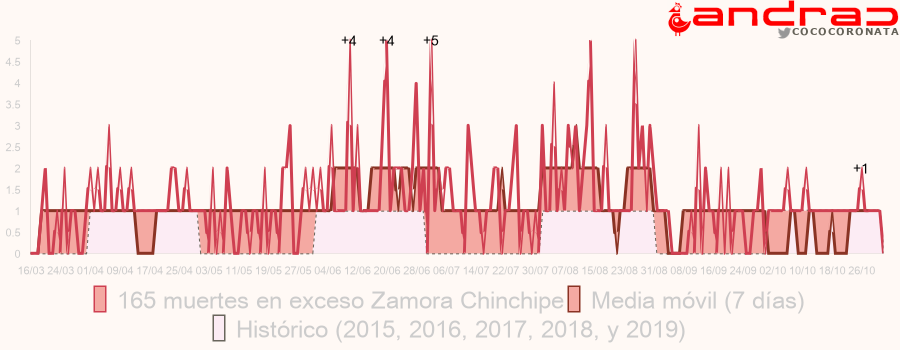 andrac
COCOCORONATA
+4 +4 +5
5
4.5
4
3.5
3
2.5
2
+1
1.5
1
0.5
0
16/03 24/03 01/04 09/04 17/04 25/04 03/05 11/05 19/05 27/05 04/06 12/06 20/06 28/06 06/07 14/07 22/07 30/07 07/08 15/08 23/08 31/08 08/09 16/09 24/09 02/10 10/10 18/10 26/10
165 muertes en exceso Zamora Chinchipe Media móvil (7 días)
Histórico (2015, 2016, 2017, 2018, y 2019)